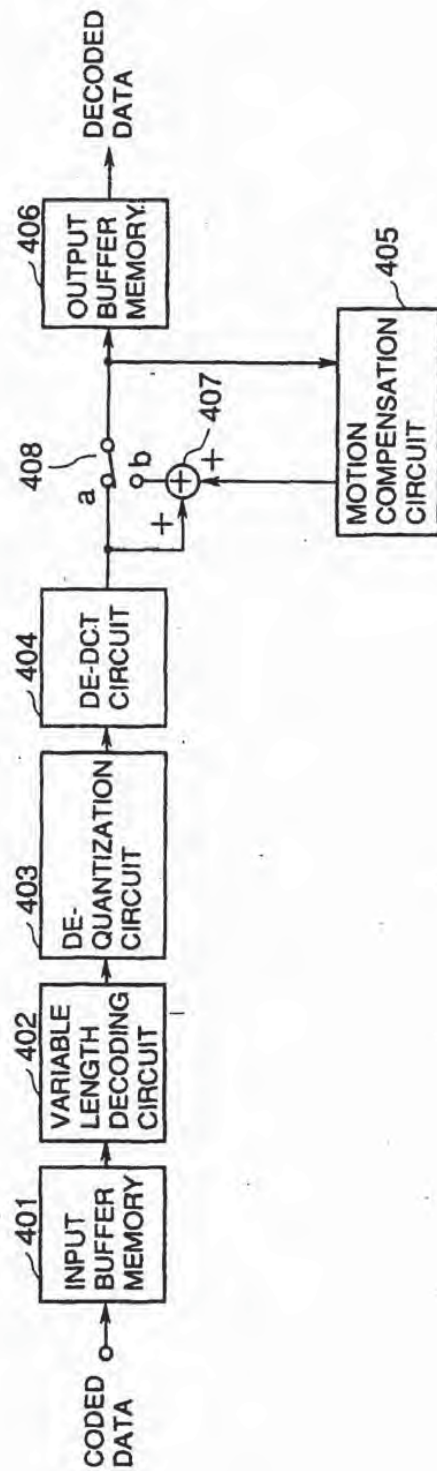 CODED
DATA
401
INPUT
BUFFER
MEMORY
402
VARIABLE
LENGTH
DECODING
CIRCUIT
403
DE-
QUANTIZATION
CIRCUIT
404
DE-DCT
CIRCUIT
a
408
b
+
+
+
407
406
OUTPUT
BUFFER
MEMORY
DECODED
DATA
405
MOTION
COMPENSATION
CIRCUIT